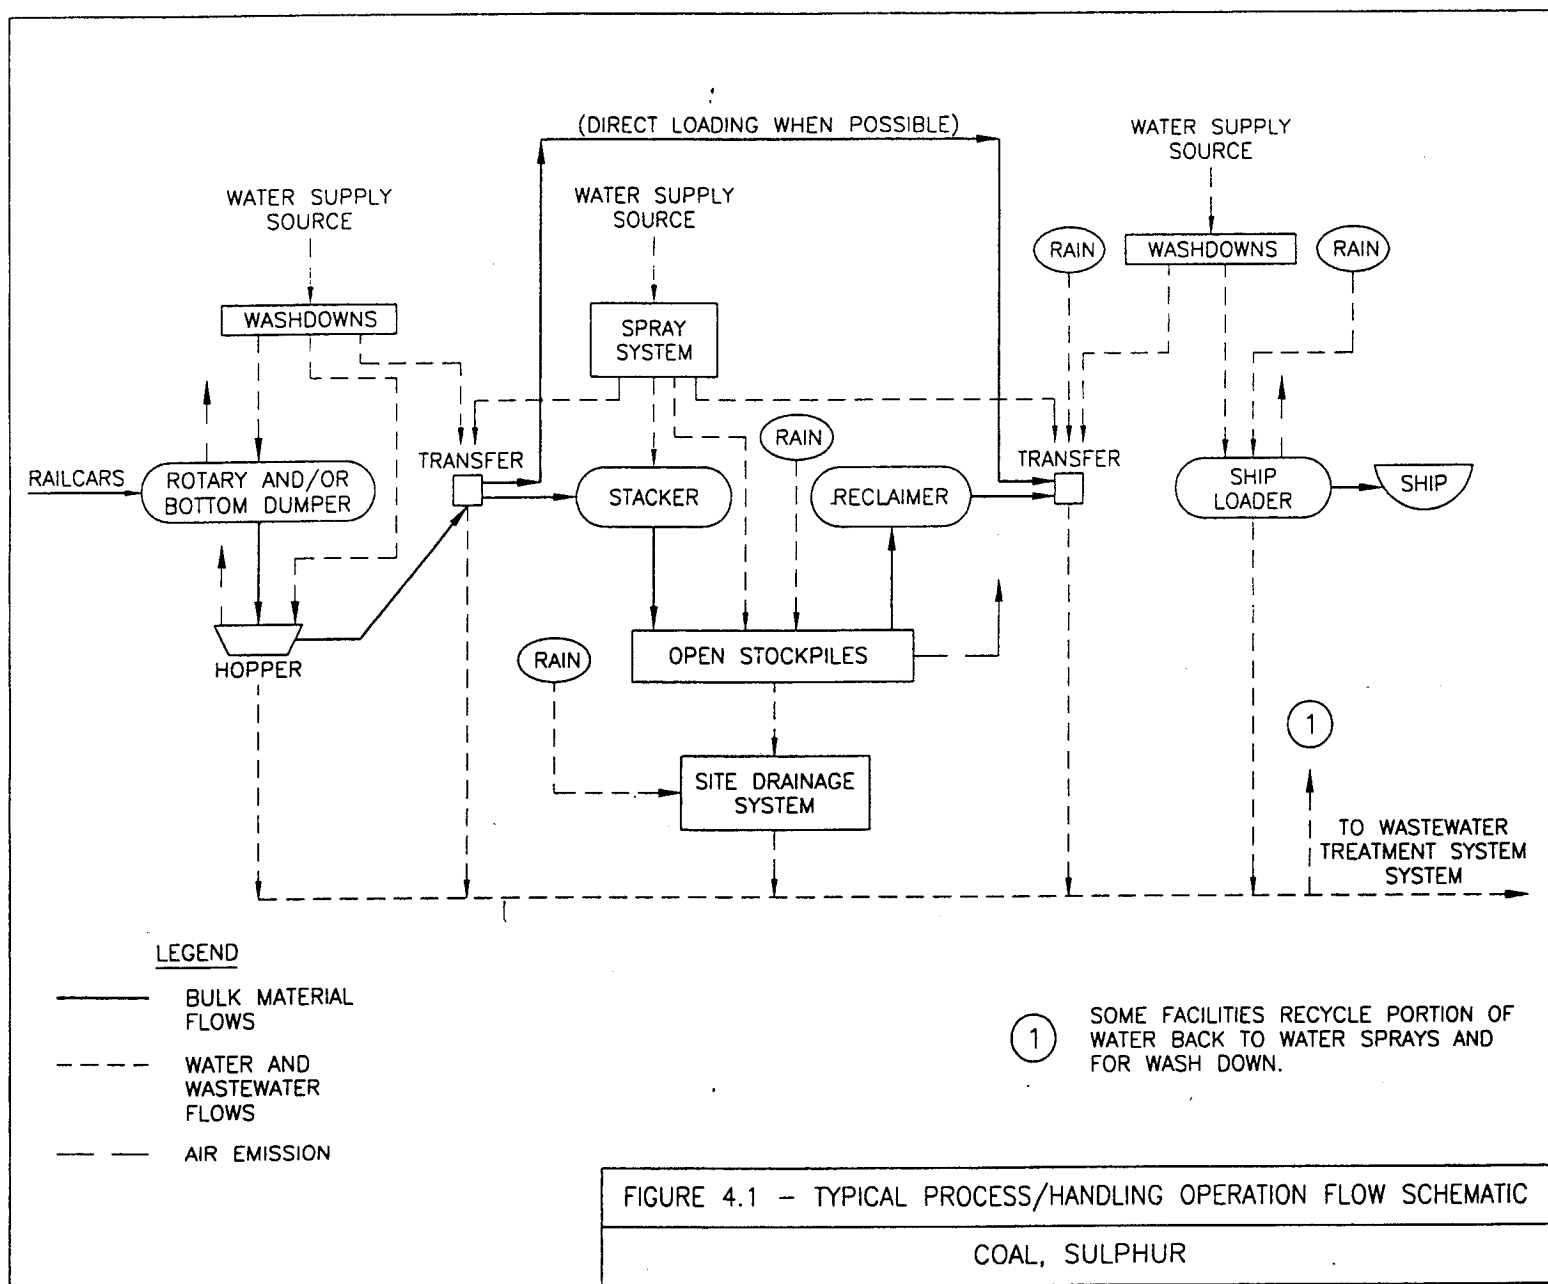 (DIRECT LOADING WHEN POSSIBLE)
WATER SUPPLY
SOURCE
WATER SUPPLY
SOURCE
WATER SUPPLY
SOURCE
RAIN
WASHDOWNS
RAIN
WASHDOWNS
SPRAY
SYSTEM
RAIN
TRANSFER
TRANSFER
RAILCARS
ROTARY AND/OR
BOTTOM DUMPER
STACKER
RECLAIMER
SHIP
LOADER
SHIP
HOPPER
RAIN
OPEN STOCKPILES
1
SITE DRAINAGE
SYSTEM
TO WASTEWATER
TREATMENT SYSTEM
SYSTEM
LEGEND
BULK MATERIAL
FLOWS
WATER AND
WASTEWATER
FLOWS
AIR EMISSION
1
SOME FACILITIES RECYCLE PORTION OF
WATER BACK TO WATER SPRAYS AND
FOR WASH DOWN.
FIGURE 4.1 – TYPICAL PROCESS/HANDLING OPERATION FLOW SCHEMATIC
COAL, SULPHUR